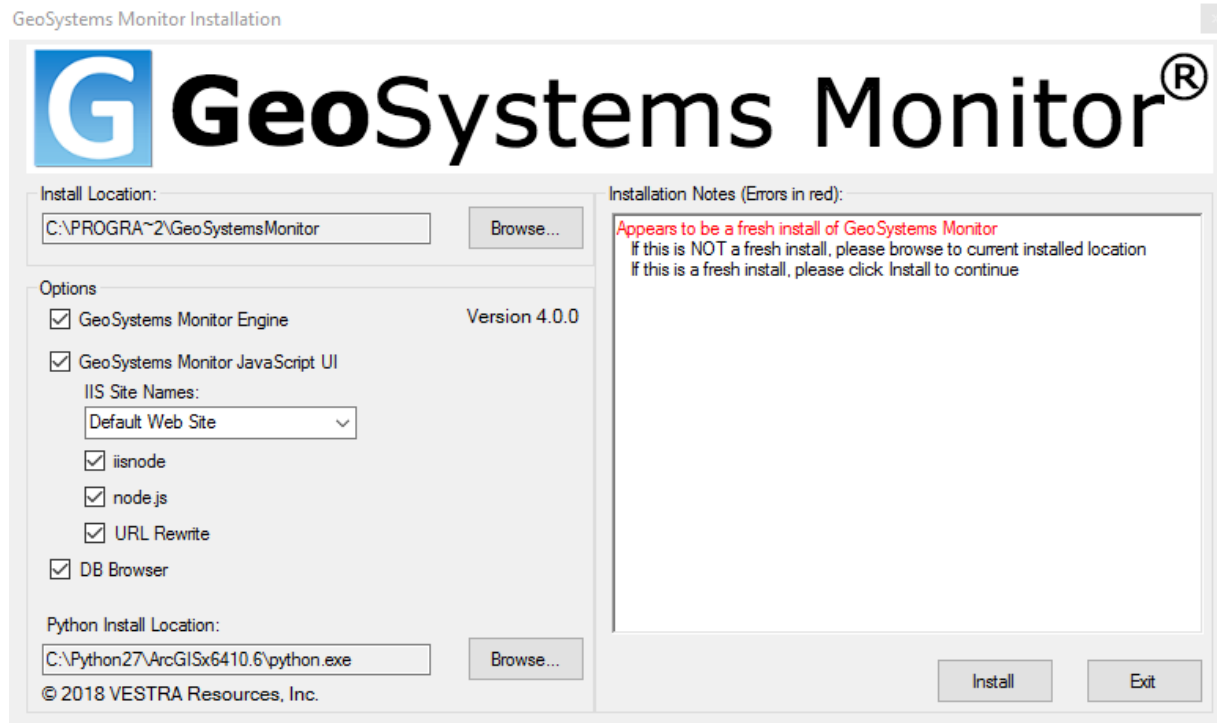 GeoSystems Monitor Installation
G GeoSystems Monitor®
Install Location:
C:\PROGRA~2\GeoSystemsMonitor
Browse...
Options
GeoSystems Monitor Engine
Version 4.0.0
GeoSystems Monitor JavaScript UI
IIS Site Names:
Default Web Site
iisnode
node.js
URL Rewrite
DB Browser
Python Install Location:
C:\Python27\ArcGISx6410.6\python.exe
Browse...
© 2018 VESTRA Resources, Inc.
Installation Notes (Errors in red):
Appears to be a fresh install of GeoSystems Monitor
If this is NOT a fresh install, please browse to current installed location
If this is a fresh install, please click Install to continue
Install
Exit